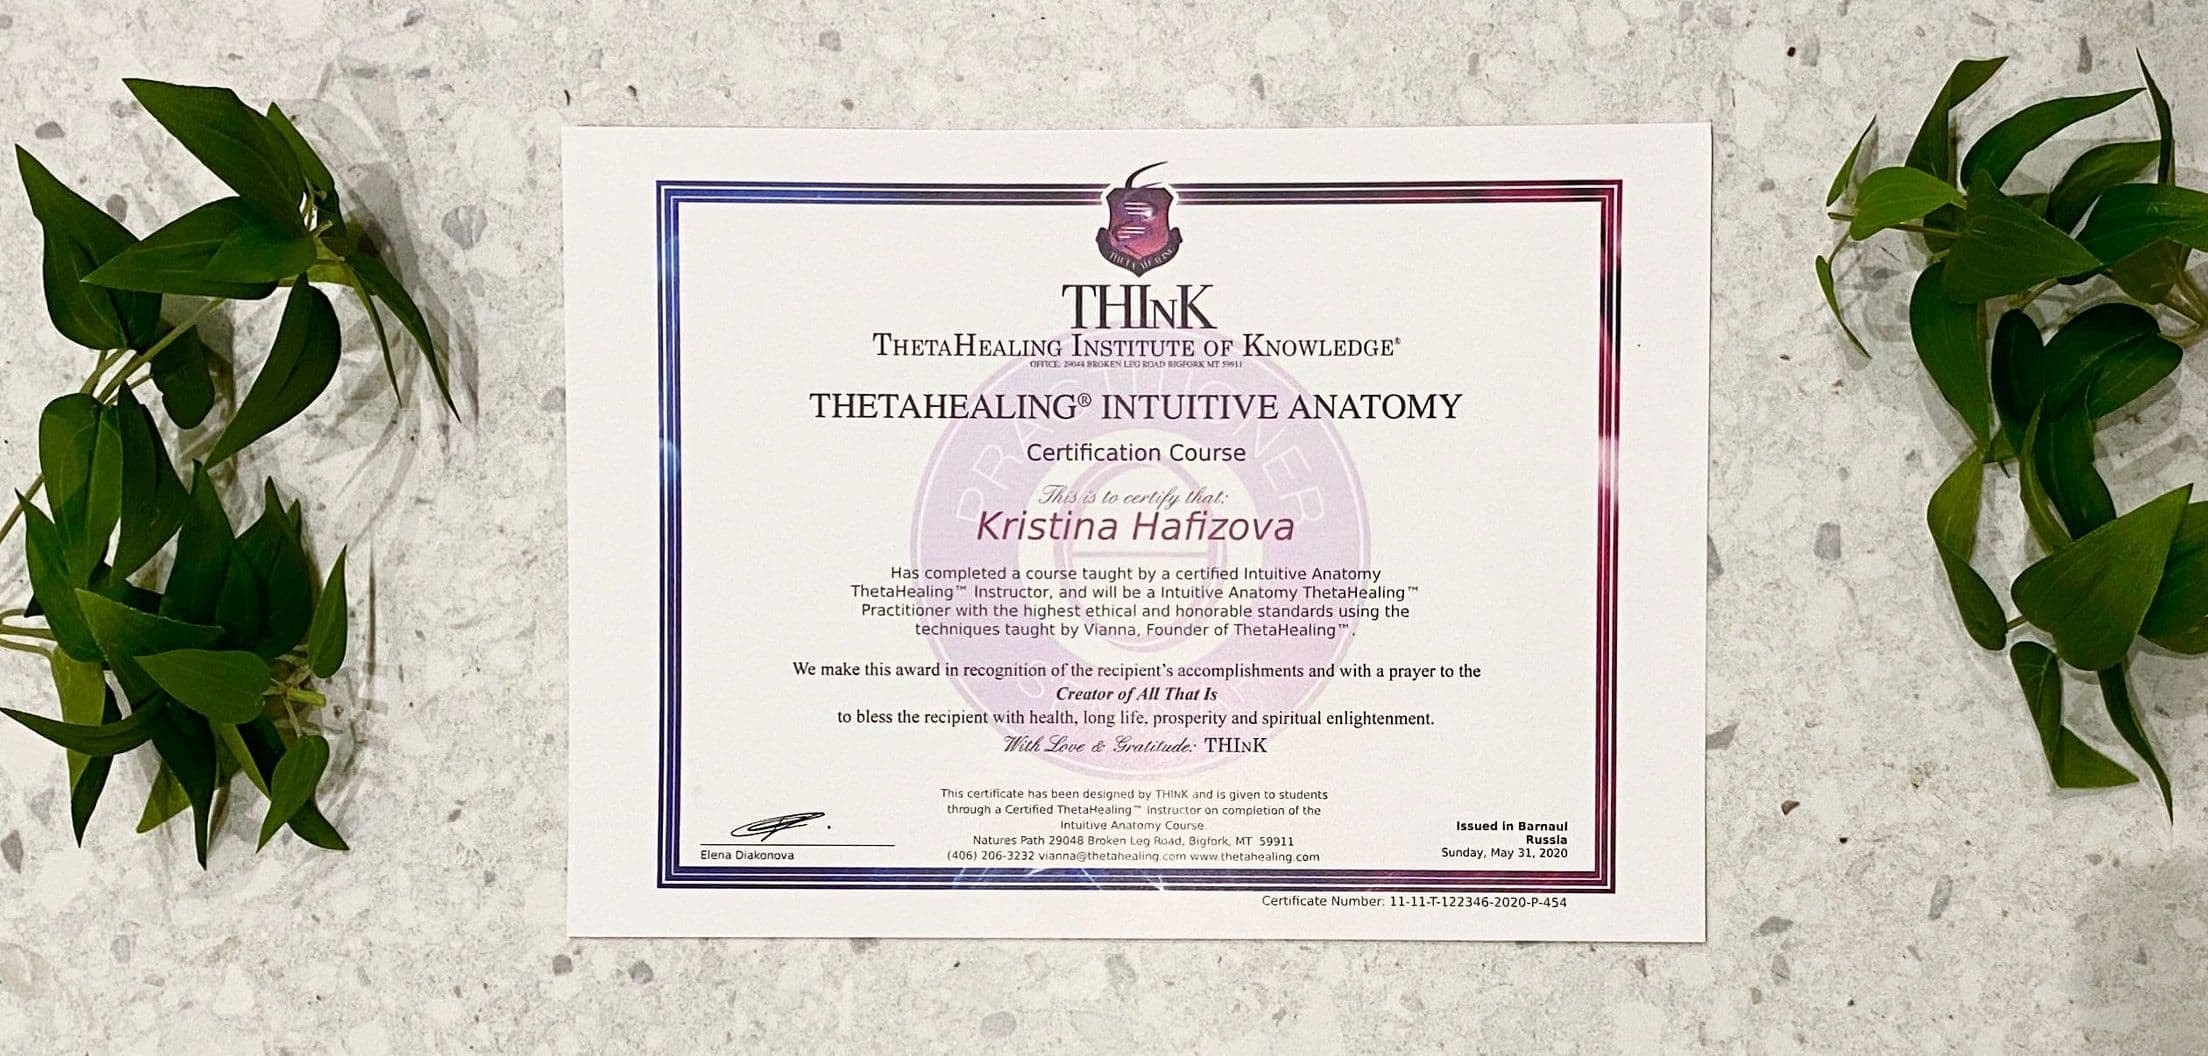 THETA HEALING
THInK
THETAHEALING INSTITUTE OF KNOWLEDGE®
OFFICE: 29048 BROKEN LEG ROAD BIGFORK MT 59911
THETAHEALING® INTUITIVE ANATOMY
Certification Course
PRACTITIONER
This is to certify that:
Kristina Hafizova
Has completed a course taught by a certified Intuitive Anatomy
ThetaHealing™ Instructor, and will be a Intuitive Anatomy ThetaHealing™
Practitioner with the highest ethical and honorable standards using the
techniques taught by Vianna, Founder of ThetaHealing™.
We make this award in recognition of the recipient's accomplishments and with a prayer to the
Creator of All That Is
to bless the recipient with health, long life, prosperity and spiritual enlightenment.
With Love & Gratitude: THInK
This certificate has been designed by THINK and is given to students
through a Certified ThetaHealing™ Instructor on completion of the
Intuitive Anatomy Course
Natures Path 29048 Broken Leg Road, Bigfork, MT 59911
(406) 206-3232 vianna@thetahealing.com www.thetahealing.com
Elena Diakonova
Issued in Barnaul
Russia
Sunday, May 31, 2020
Certificate Number: 11-11-T-122346-2020-P-454